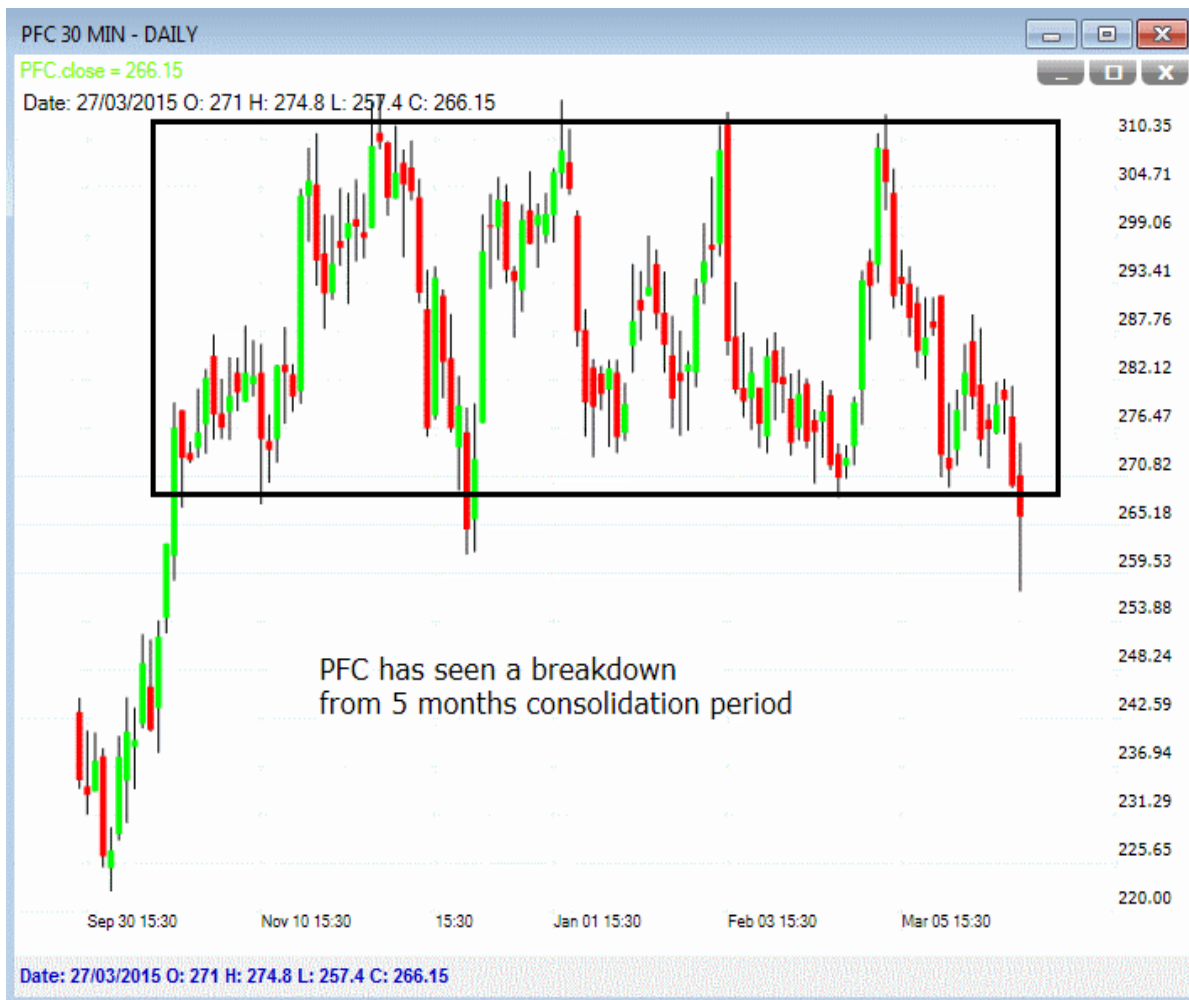 PFC 30 MIN - DAILY
PFC.close = 266.15
Date: 27/03/2015 O: 271 H: 274.8 L: 257.4 C: 266.15
310.35
304.71
299.06
293.41
287.76
282.12
276.47
270.82
265.18
259.53
253.88
248.24
242.59
236.94
231.29
225.65
220.00
PFC has seen a breakdown
from 5 months consolidation period
Sep 30 15:30 Nov 10 15:30 15:30 Jan 01 15:30 Feb 03 15:30 Mar 05 15:30
Date: 27/03/2015 O: 271 H: 274.8 L: 257.4 C: 266.15